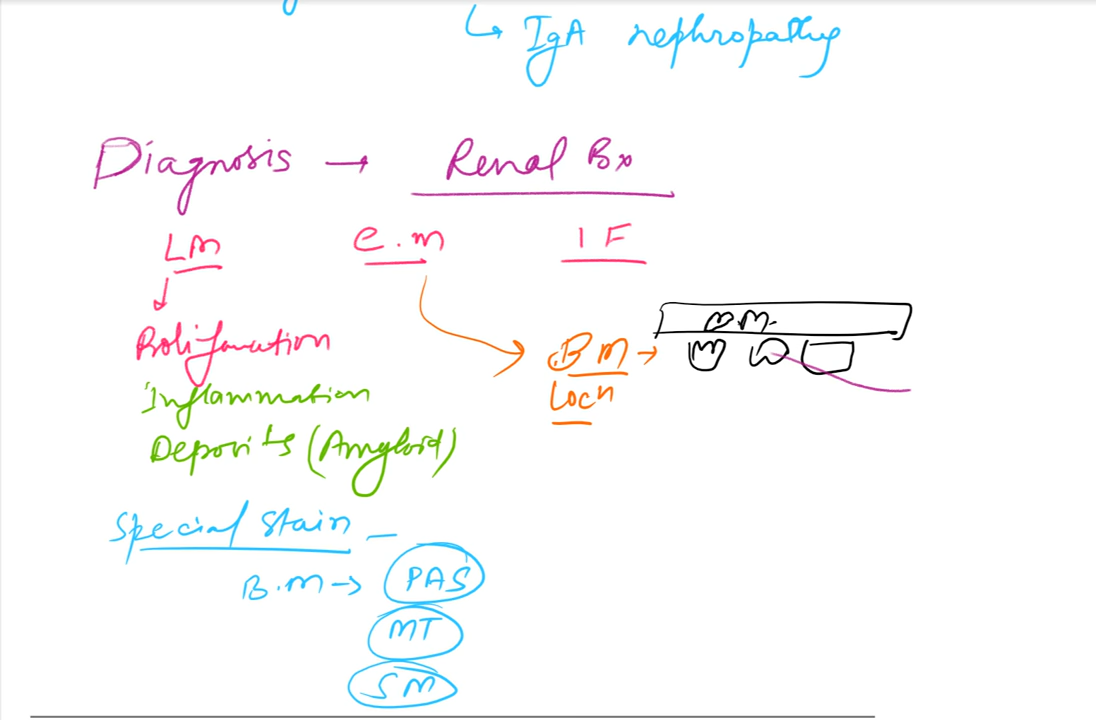 ↳ IgA nephropathy
Diagnosis → Renal Bx
LM e.m IF
↓
Proliferation
Inflammation
Deposits (Amyloid)
B M →
Locn
B.M.
Special Stain –
B.M → PAS
MT
SM